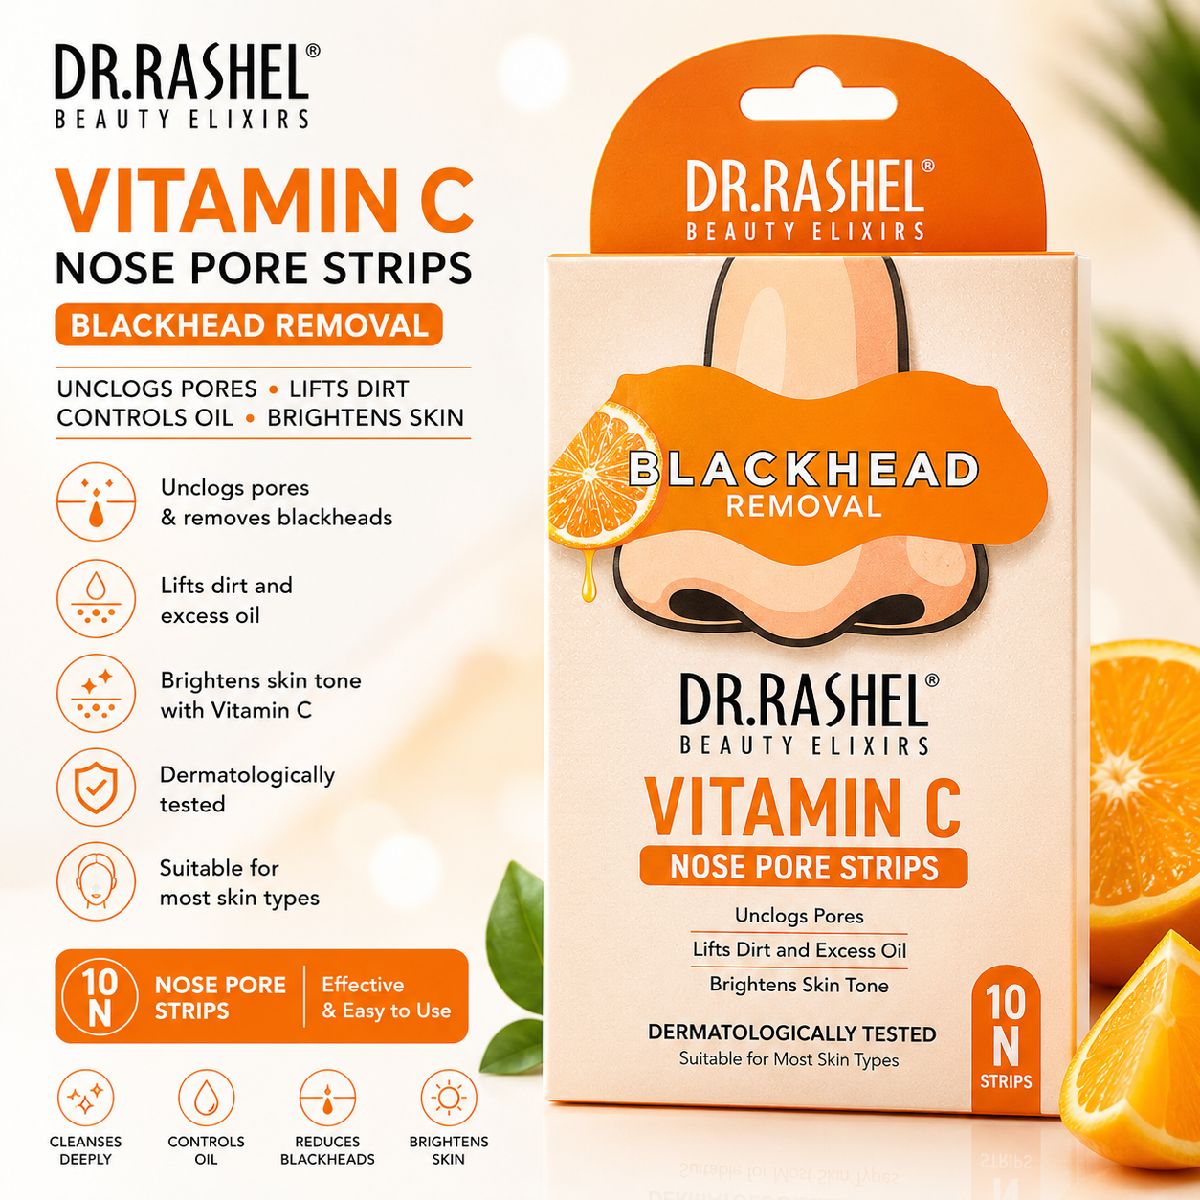 DR.RASHEL®
BEAUTY ELIXIRS
VITAMIN C
NOSE PORE STRIPS
BLACKHEAD REMOVAL
UNCLOGS PORES • LIFTS DIRT
CONTROLS OIL • BRIGHTENS SKIN
Unclogs pores
& removes blackheads
Lifts dirt and
excess oil
Brightens skin tone
with Vitamin C
Dermatologically
tested
Suitable for
most skin types
10
N
NOSE PORE
STRIPS
Effective
& Easy to Use
CLEANSES
DEEPLY
CONTROLS
OIL
REDUCES
BLACKHEADS
BRIGHTENS
SKIN
DR.RASHEL®
BEAUTY ELIXIRS
BLACKHEAD
REMOVAL
DR.RASHEL®
BEAUTY ELIXIRS
VITAMIN C
NOSE PORE STRIPS
Unclogs Pores
Lifts Dirt and Excess Oil
Brightens Skin Tone
DERMATOLOGICALLY TESTED
Suitable for Most Skin Types
10
N
STRIPS